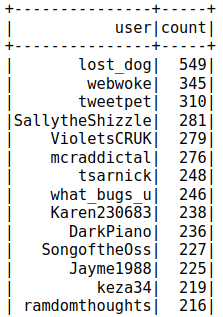 +---------------+-----+
|           user|count|
+---------------+-----+
|       lost_dog|  549|
|        webwoke|  345|
|       tweetpet|  310|
|SallytheShizzle|  281|
|    VioletsCRUK|  279|
|    mcraddictal|  276|
|       tsarnick|  248|
|    what_bugs_u|  246|
|    Karen230683|  238|
|      DarkPiano|  236|
|   SongoftheOss|  227|
|      Jayme1988|  225|
|         keza34|  219|
| ramdomthoughts|  216|